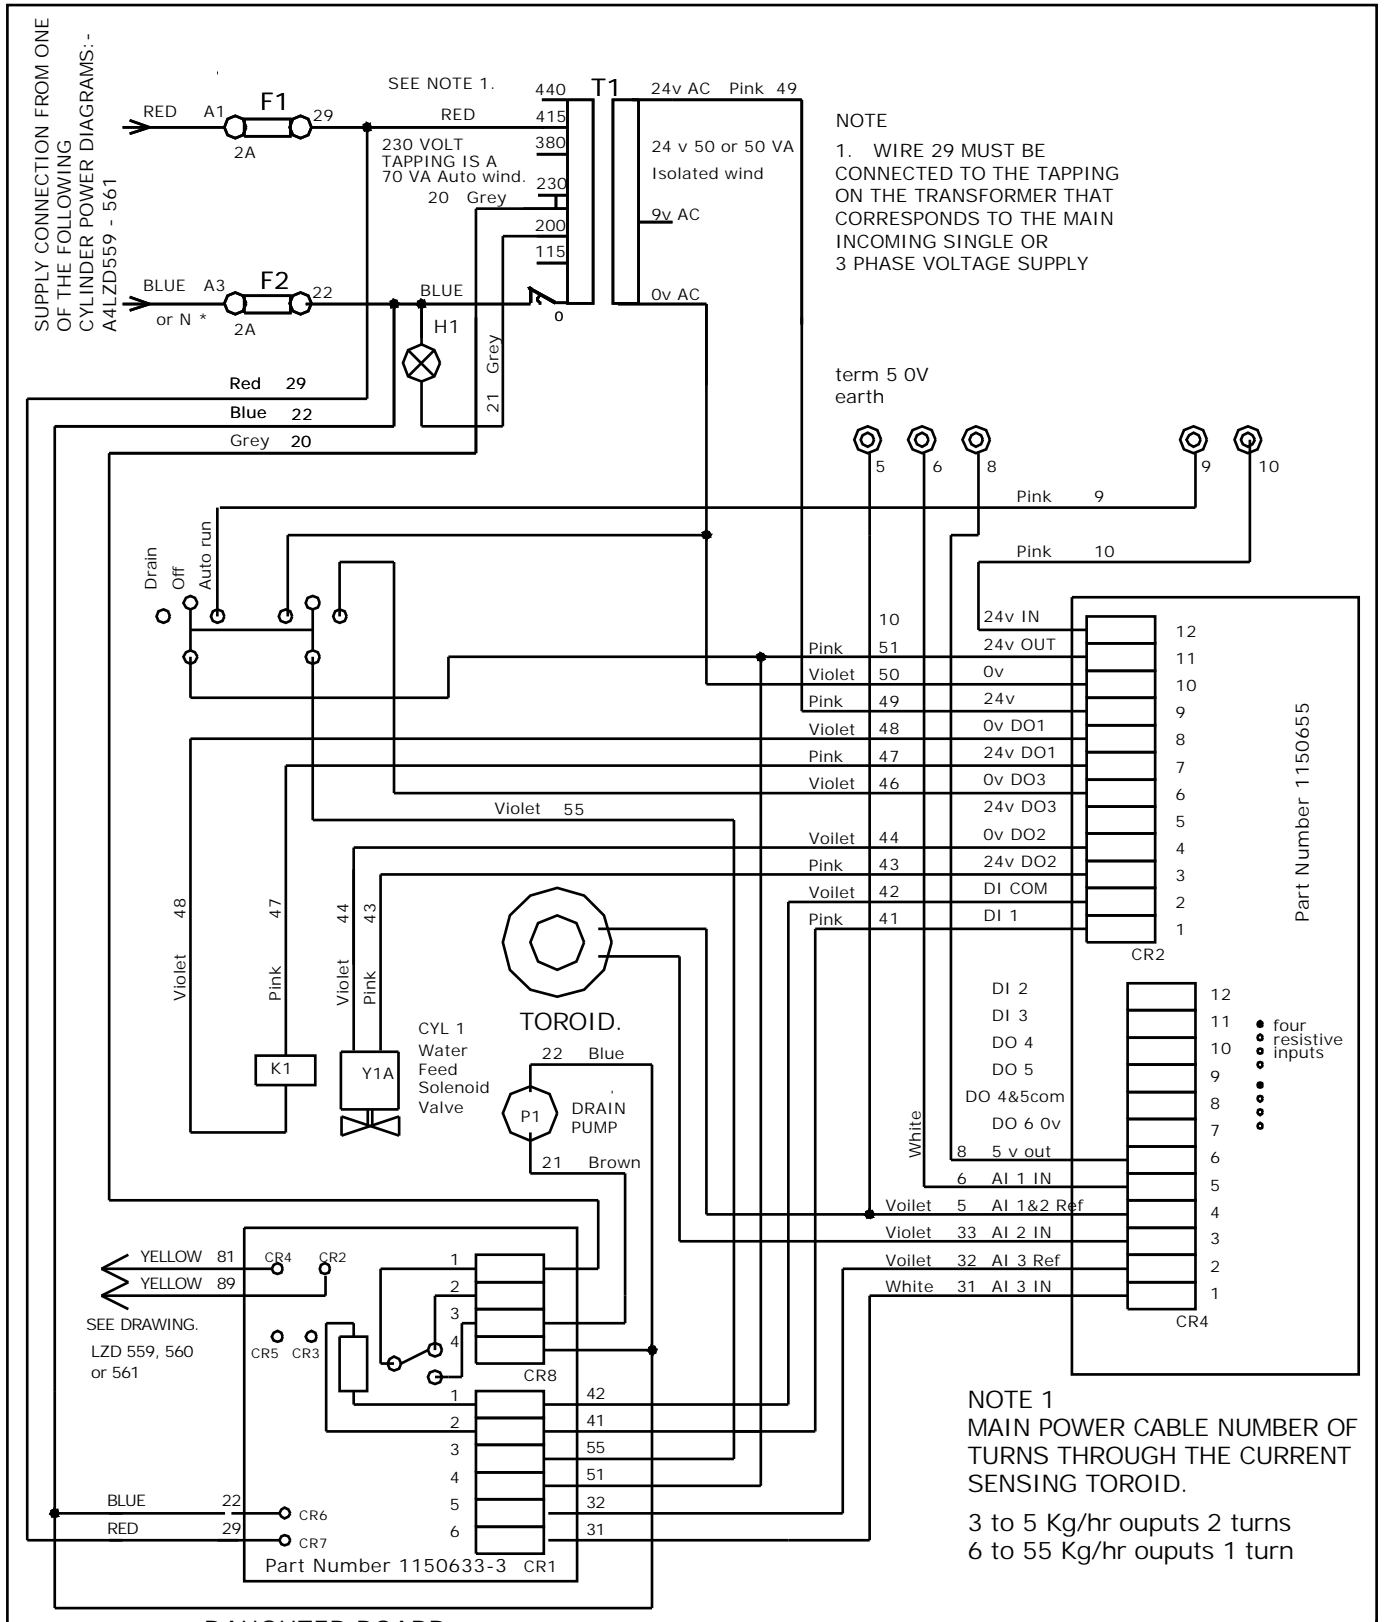 SUPPLY CONNECTION FROM ONE
OF THE FOLLOWING
CYLINDER POWER DIAGRAMS:-
A4LZD559 - 561
RED A1 F1 29
2A
SEE NOTE 1.
RED
230 VOLT
TAPPING IS A
70 VA Auto wind.
20 Grey
440
415
380
230
200
115
0
T1
24v AC Pink 49
24 v 50 or 50 VA
Isolated wind
9v AC
0v AC
NOTE
1. WIRE 29 MUST BE
CONNECTED TO THE TAPPING
ON THE TRANSFORMER THAT
CORRESPONDS TO THE MAIN
INCOMING SINGLE OR
3 PHASE VOLTAGE SUPPLY
BLUE A3 F2 22
or N *
2A
BLUE
H1
21 Grey
Red 29
Blue 22
Grey 20
term 5 0V
earth
5
6
8
9
10
Pink 9
Pink 10
Drain
Off
Auto run
10 24v IN 12
Pink 51 24v OUT 11
Violet 50 0v 10
Pink 49 24v 9
Violet 48 0v DO1 8
Pink 47 24v DO1 7
Violet 46 0v DO3 6
24v DO3 5
Violet 55
Voilet 44 0v DO2 4
Pink 43 24v DO2 3
Voilet 42 DI COM 2
Pink 41 DI 1 1
CR2
Part Number 1150655
Violet 48
Pink 47
Violet 44
Pink 43
TOROID.
K1
Y1A
CYL 1
Water
Feed
Solenoid
Valve
22 Blue
P1
DRAIN
PUMP
21 Brown
DI 2 12
DI 3 11
DO 4 10
DO 5 9
DO 4&5com 8
DO 6 0v 7
four
resistive
inputs
White
8 5 v out 6
6 AI 1 IN 5
Voilet 5 AI 1&2 Ref 4
Violet 33 AI 2 IN 3
Voilet 32 AI 3 Ref 2
White 31 AI 3 IN 1
CR4
YELLOW 81
YELLOW 89
SEE DRAWING.
LZD 559, 560
or 561
CR4
CR2
CR5
CR3
1
2
3
4
CR8
1 42
2 41
3 55
4 51
5 32
6 31
CR1
BLUE 22 CR6
RED 29 CR7
Part Number 1150633-3
NOTE 1
MAIN POWER CABLE NUMBER OF
TURNS THROUGH THE CURRENT
SENSING TOROID.
3 to 5 Kg/hr ouputs 2 turns
6 to 55 Kg/hr ouputs 1 turn
DAUGHTER BOARD